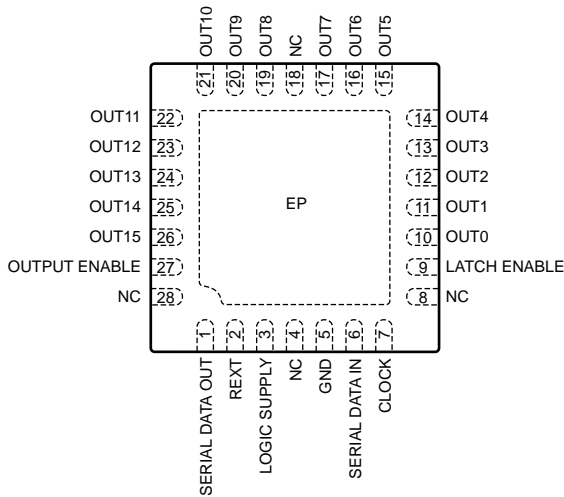 OUT10
OUT9
OUT8
NC
OUT7
OUT6
OUT5
21
20
19
18
17
16
15
OUT11 22
OUT12 23
OUT13 24
OUT14 25
OUT15 26
OUTPUT ENABLE 27
NC 28
EP
14 OUT4
13 OUT3
12 OUT2
11 OUT1
10 OUT0
9 LATCH ENABLE
8 NC
1
2
3
4
5
6
7
SERIAL DATA OUT
REXT
LOGIC SUPPLY
NC
GND
SERIAL DATA IN
CLOCK